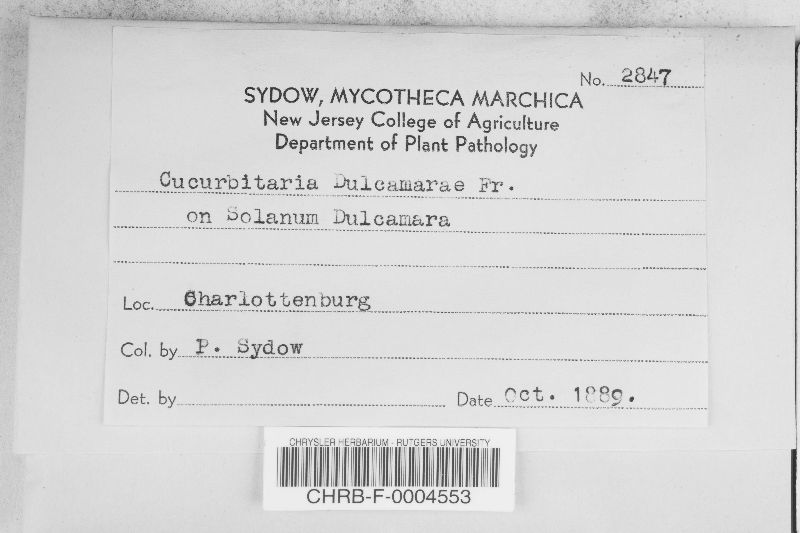 No. 2847
SYDOW, MYCOTHECA MARCHICA
New Jersey College of Agriculture
Department of Plant Pathology
Cucurbitaria Dulcamarae Fr.
on Solanum Dulcamara
Loc. Charlottenburg
Col. by P. Sydow
Det. by
Date Oct. 1889.
CHRYSLER HERBARIUM - RUTGERS UNIVERSITY
CHRB-F-0004553